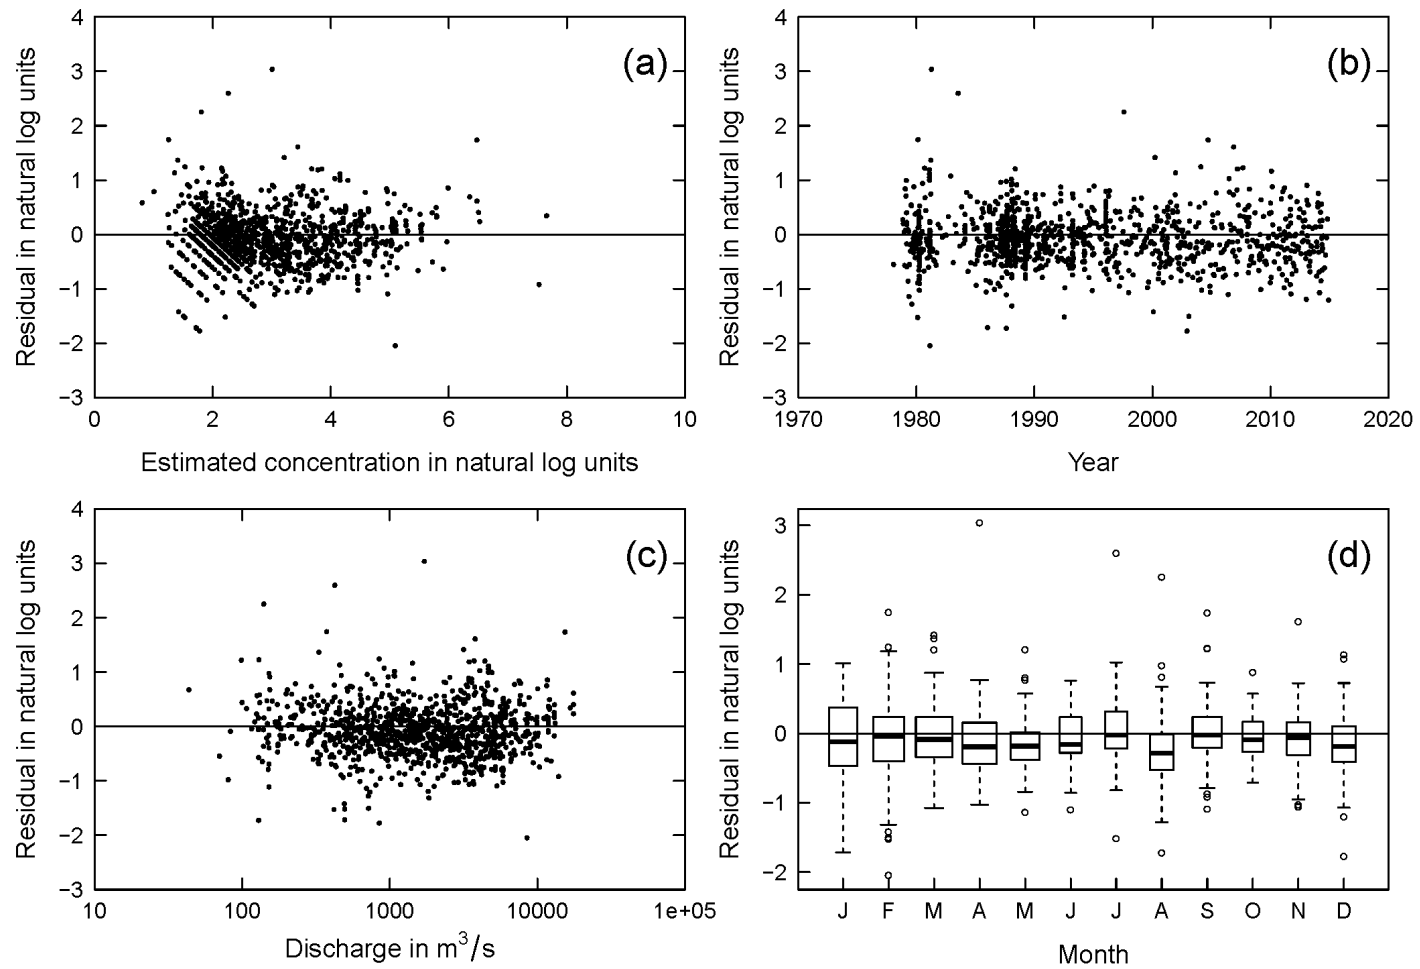 4
3
2
1
0
−1
−2
−3
Residual in natural log units
(a)
0 2 4 6 8 10
Estimated concentration in natural log units
4
3
2
1
0
−1
−2
−3
Residual in natural log units
(b)
1970 1980 1990 2000 2010 2020
Year
4
3
2
1
0
−1
−2
−3
Residual in natural log units
(c)
10 100 1000 10000 1e+05
Discharge in m³/s
3
2
1
0
−1
−2
Residual in natural log units
(d)
J F M A M J J A S O N D
Month